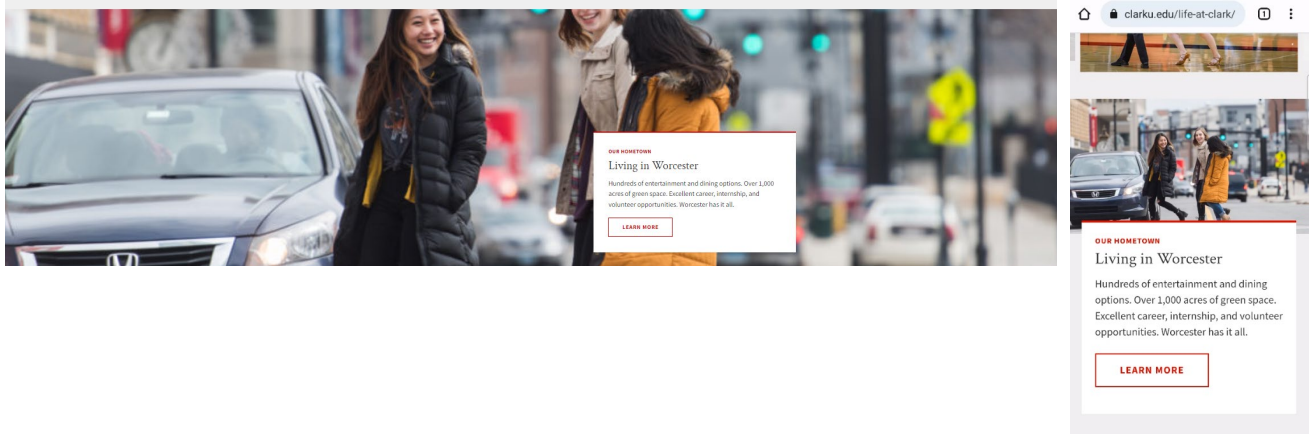 OUR HOMETOWN
Living in Worcester
Hundreds of entertainment and dining options. Over 1,000
acres of green space. Excellent career, internship, and
volunteer opportunities. Worcester has it all.
LEARN MORE
clarku.edu/life-at-clark/
1
OUR HOMETOWN
Living in Worcester
Hundreds of entertainment and dining
options. Over 1,000 acres of green space.
Excellent career, internship, and volunteer
opportunities. Worcester has it all.
LEARN MORE